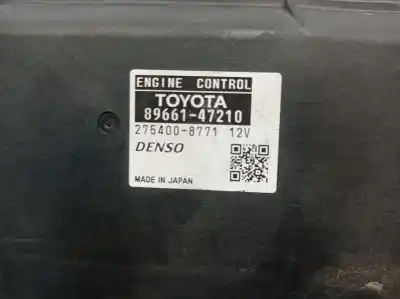 ENGINE CONTROL
TOYOTA
89661-47210
275400-8771 12V
DENSO
MADE IN JAPAN